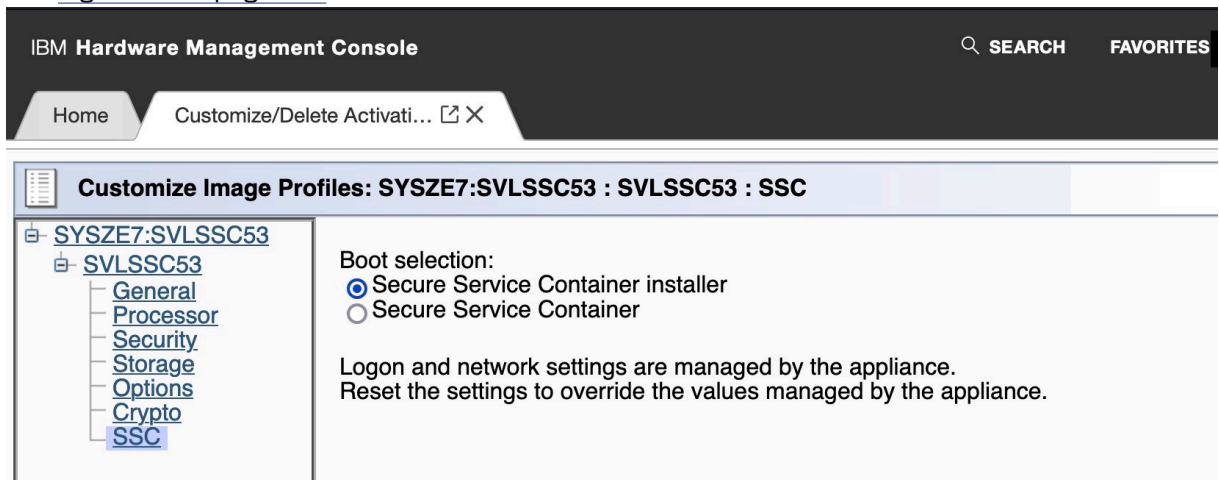 IBM Hardware Management Console
SEARCH
FAVORITES
Home
Customize/Delete Activati...
Customize Image Profiles: SYSZE7:SVLSSC53 : SVLSSC53 : SSC
SYSZE7:SVLSSC53
SVLSSC53
General
Processor
Security
Storage
Options
Crypto
SSC
Boot selection:
Secure Service Container installer
Secure Service Container
Logon and network settings are managed by the appliance.
Reset the settings to override the values managed by the appliance.